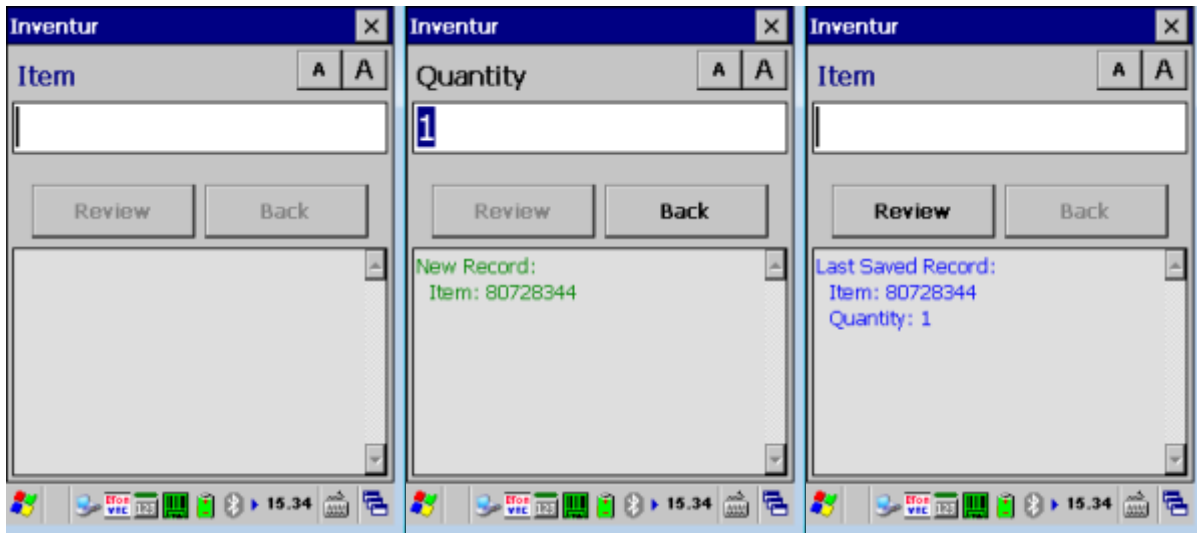 Inventur
Item
A A
Review Back
15.34
Inventur
Quantity
A A
1
Review Back
New Record:
Item: 80728344
15.34
Inventur
Item
A A
Review Back
Last Saved Record:
Item: 80728344
Quantity: 1
15.34